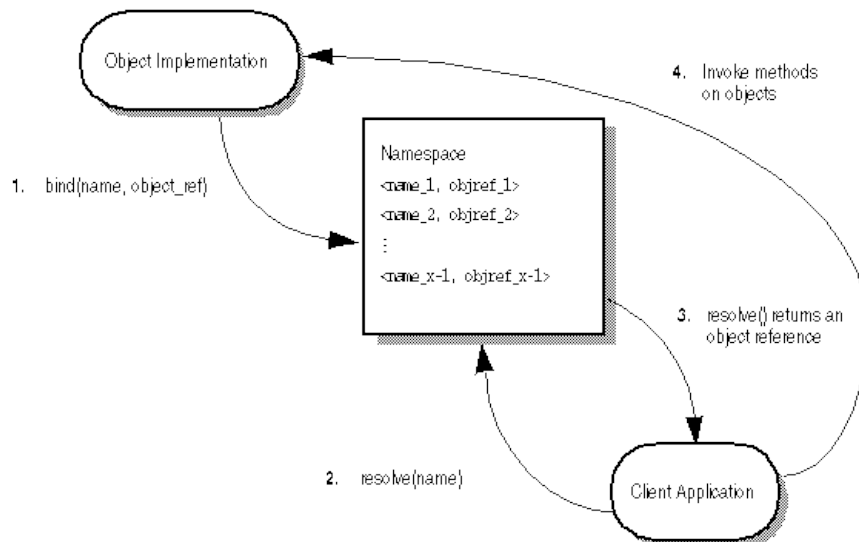 Object Implementation
4. Invoke methods
on objects
Namespace
<name_1, objref_1>
<name_2, objref_2>
⋮
<name_x-1, objref_x-1>
1. bind(name, object_ref)
3. resolve() returns an
object reference
2. resolve(name)
Client Application